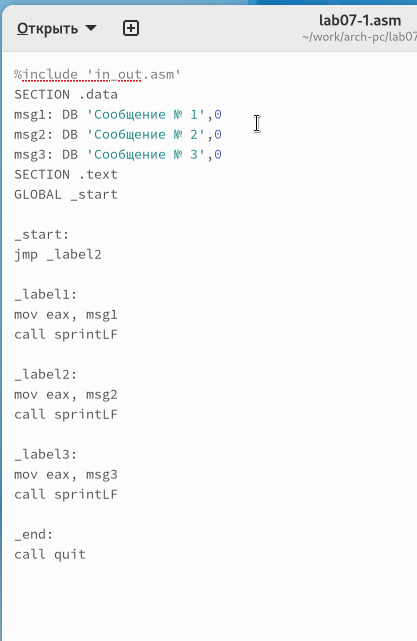 Открыть
lab07-1.asm
~/work/arch-pc/lab07
%include 'in_out.asm'
SECTION .data
msg1: DB 'Сообщение № 1',0
msg2: DB 'Сообщение № 2',0
msg3: DB 'Сообщение № 3',0
SECTION .text
GLOBAL _start
_start:
jmp _label2
_label1:
mov eax, msg1
call sprintLF
_label2:
mov eax, msg2
call sprintLF
_label3:
mov eax, msg3
call sprintLF
_end:
call quit